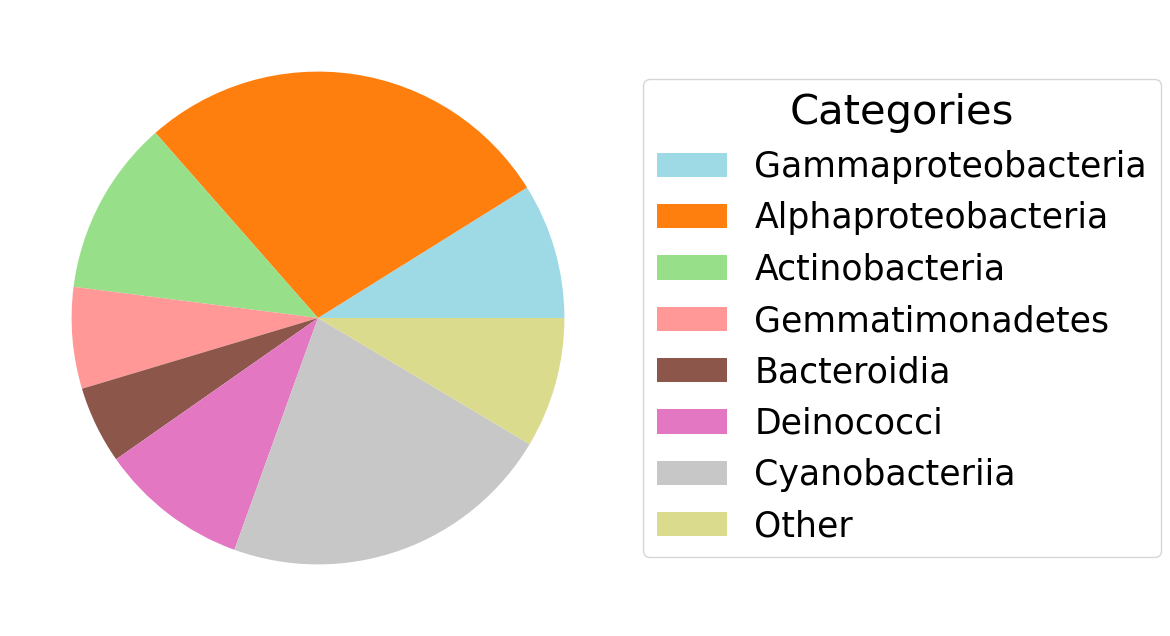 Categories
Gammaproteobacteria
Alphaproteobacteria
Actinobacteria
Gemmatimonadetes
Bacteroidia
Deinococci
Cyanobacteriia
Other